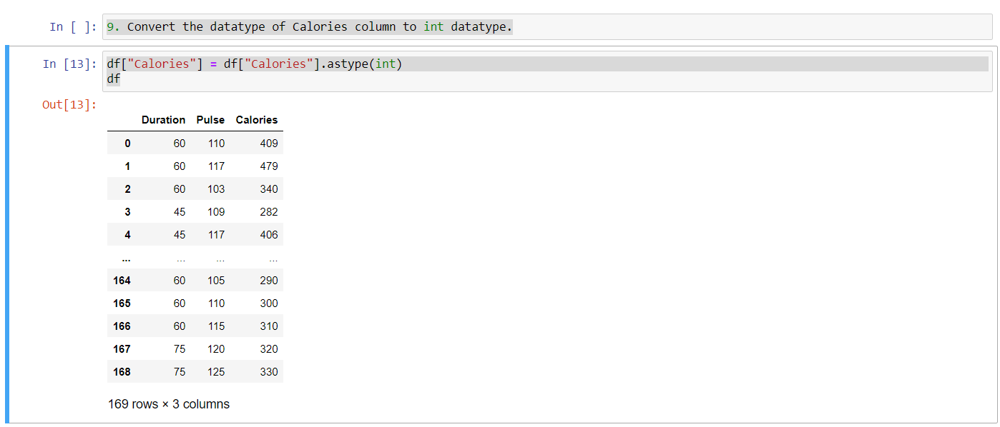 In [ ]: 9. Convert the datatype of Calories column to int datatype.
In [13]: df["Calories"] = df["Calories"].astype(int)
df
Out[13]:
Duration Pulse Calories
0 60 110 409
1 60 117 479
2 60 103 340
3 45 109 282
4 45 117 406
... ... ... ...
164 60 105 290
165 60 110 300
166 60 115 310
167 75 120 320
168 75 125 330
169 rows × 3 columns